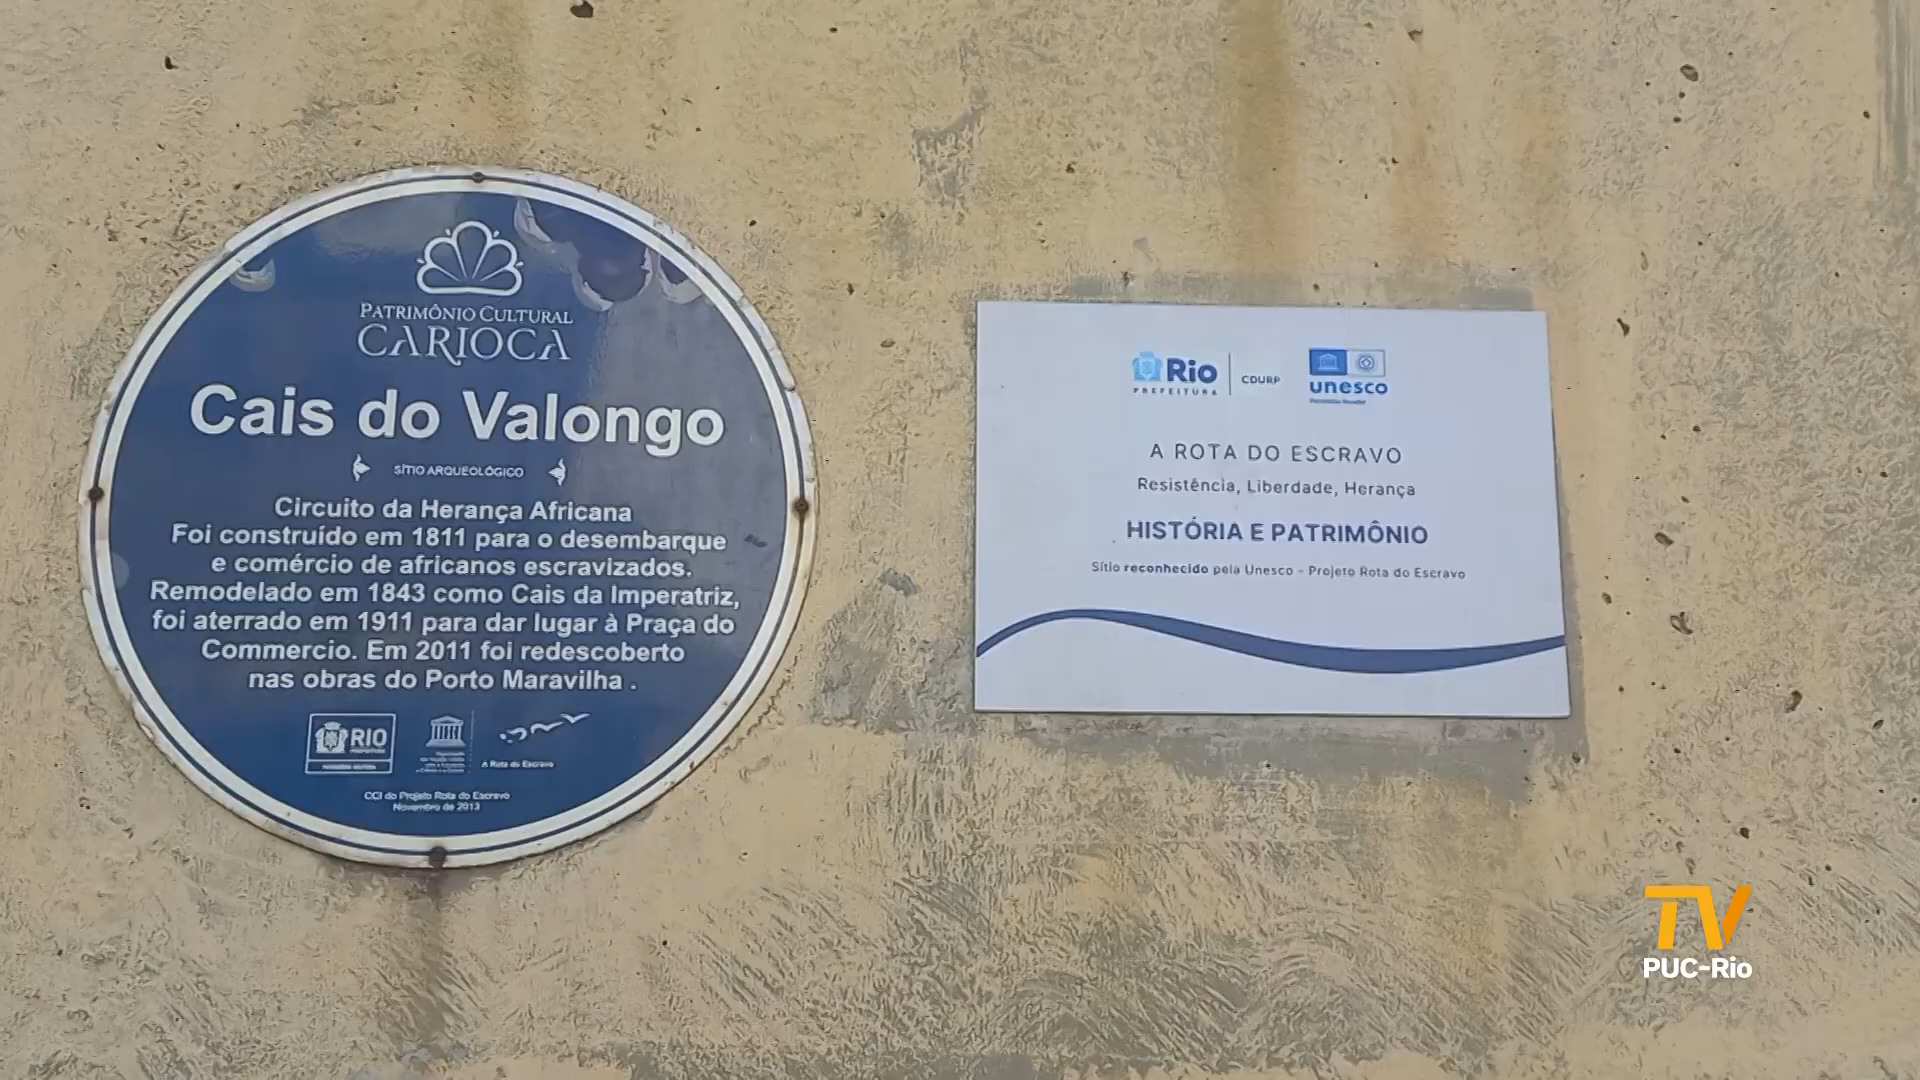 PATRIMÔNIO CULTURAL
CARIOCA
Cais do Valongo
SÍTIO ARQUEOLÓGICO
Circuito da Herança Africana
Foi construído em 1811 para o desembarque
e comércio de africanos escravizados.
Remodelado em 1843 como Cais da Imperatriz,
foi aterrado em 1911 para dar lugar à Praça do
Commercio. Em 2011 foi redescoberto
nas obras do Porto Maravilha .
RIO
PREFEITURA
A Rota do Escravo
CCI do Projeto Rota do Escravo
Novembro de 2013
Rio
PREFEITURA
CDURP
unesco
A ROTA DO ESCRAVO
Resistência, Liberdade, Herança
HISTÓRIA E PATRIMÔNIO
Sítio reconhecido pela Unesco - Projeto Rota do Escravo
TV
PUC-Rio